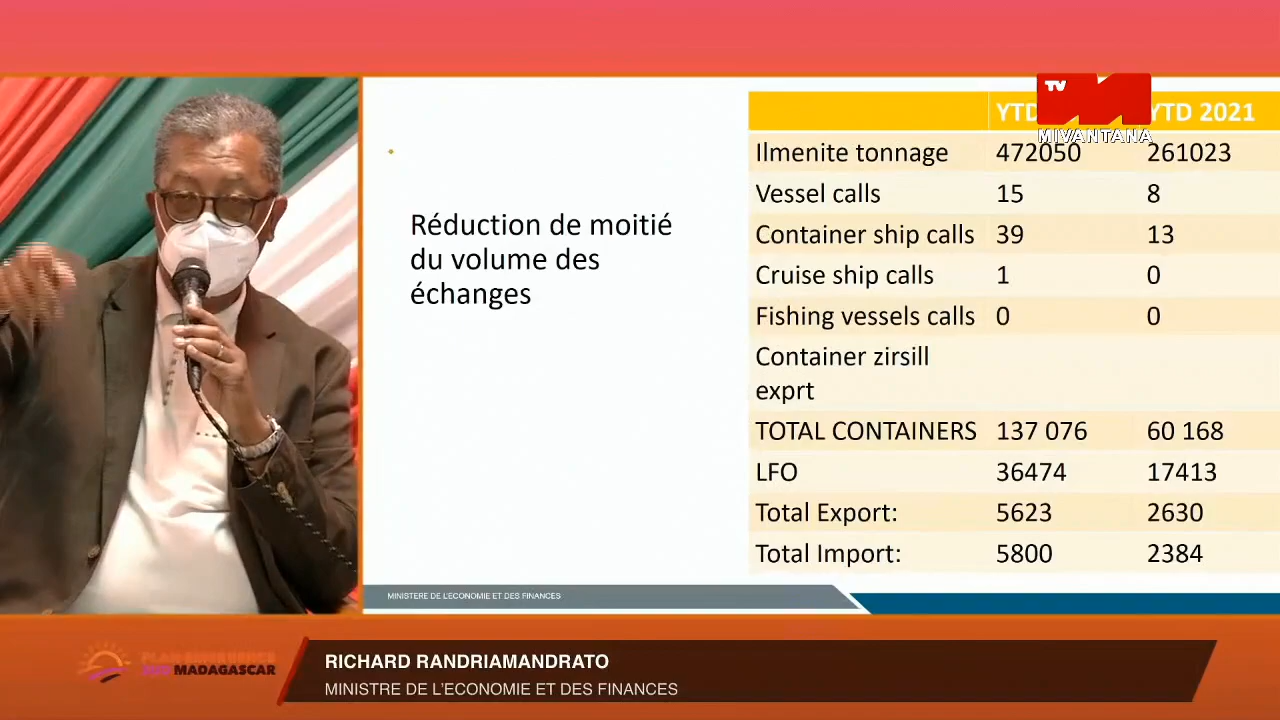 TV
MIVANTANA
YTD YTD 2021
Réduction de moitié
du volume des
échanges
Ilmenite tonnage 472050 261023
Vessel calls 15 8
Container ship calls 39 13
Cruise ship calls 1 0
Fishing vessels calls 0 0
Container zirsill
exprt
TOTAL CONTAINERS 137 076 60 168
LFO 36474 17413
Total Export: 5623 2630
Total Import: 5800 2384
MINISTERE DE L'ECONOMIE ET DES FINANCES
MADAGASCAR
RICHARD RANDRIAMANDRATO
MINISTRE DE L'ECONOMIE ET DES FINANCES